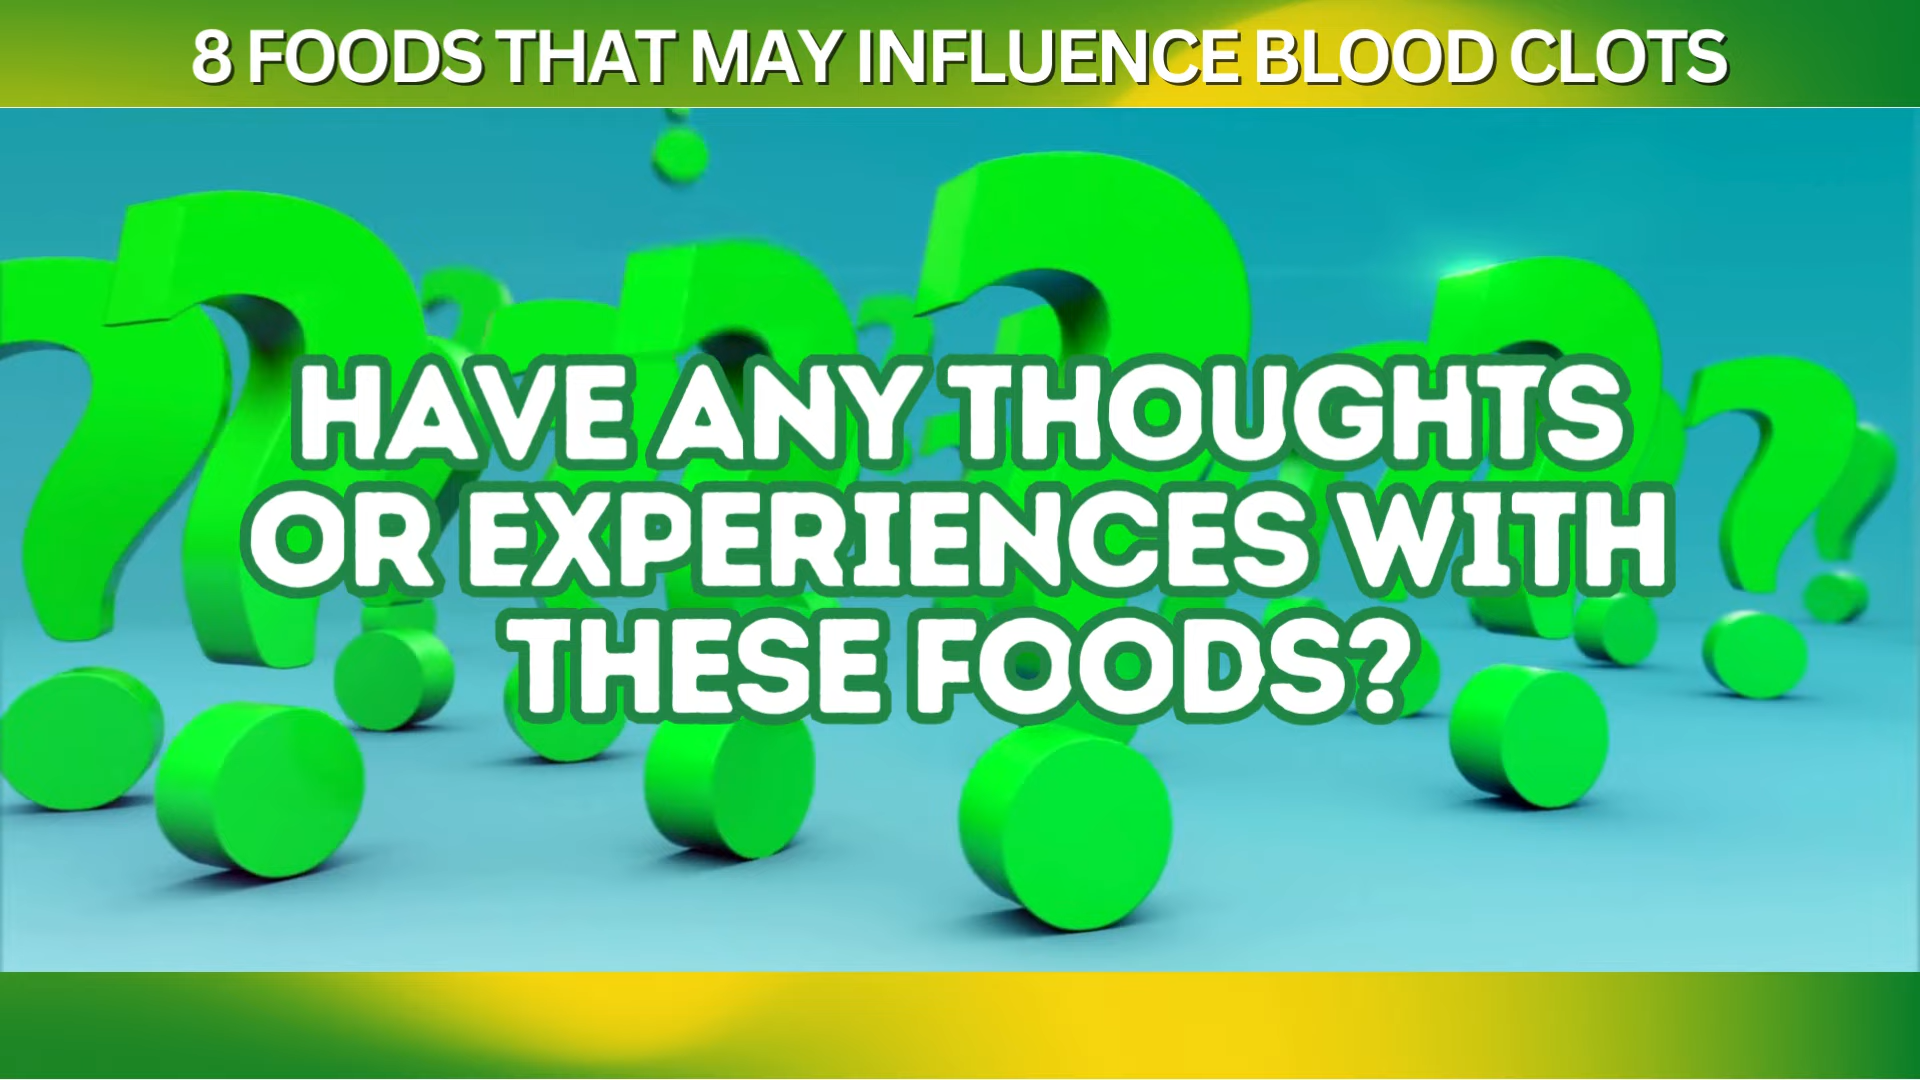 8 FOODS THAT MAY INFLUENCE BLOOD CLOTS
HAVE ANY THOUGHTS
OR EXPERIENCES WITH
THESE FOODS?